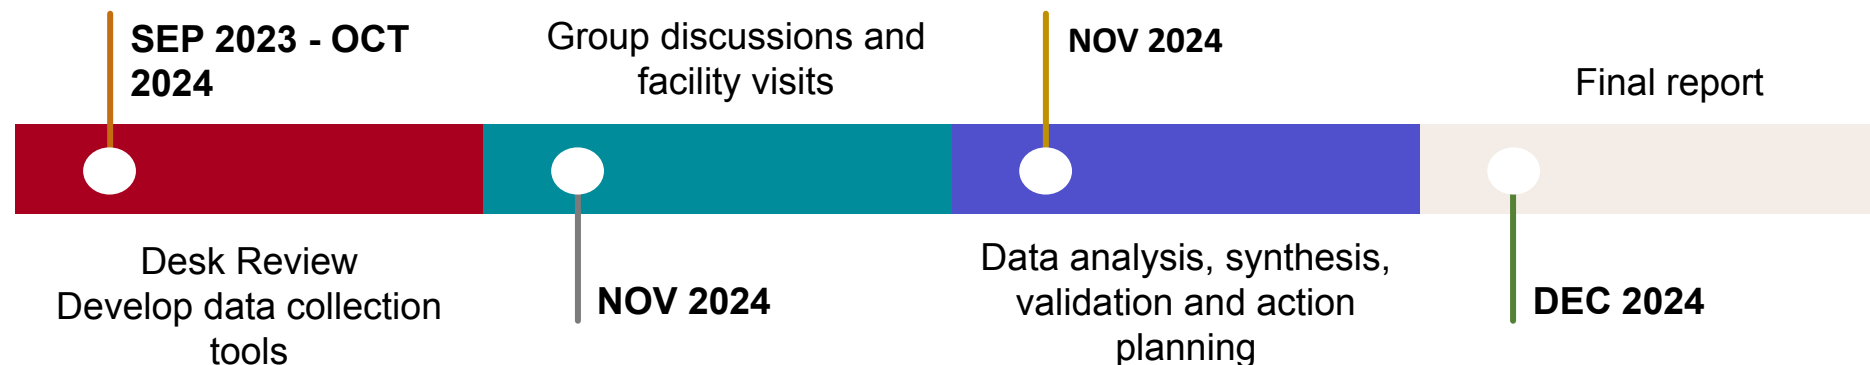 SEP 2023 - OCT
2024
Desk Review
Develop data collection
tools
Group discussions and
facility visits
NOV 2024
NOV 2024
Data analysis, synthesis,
validation and action
planning
Final report
DEC 2024